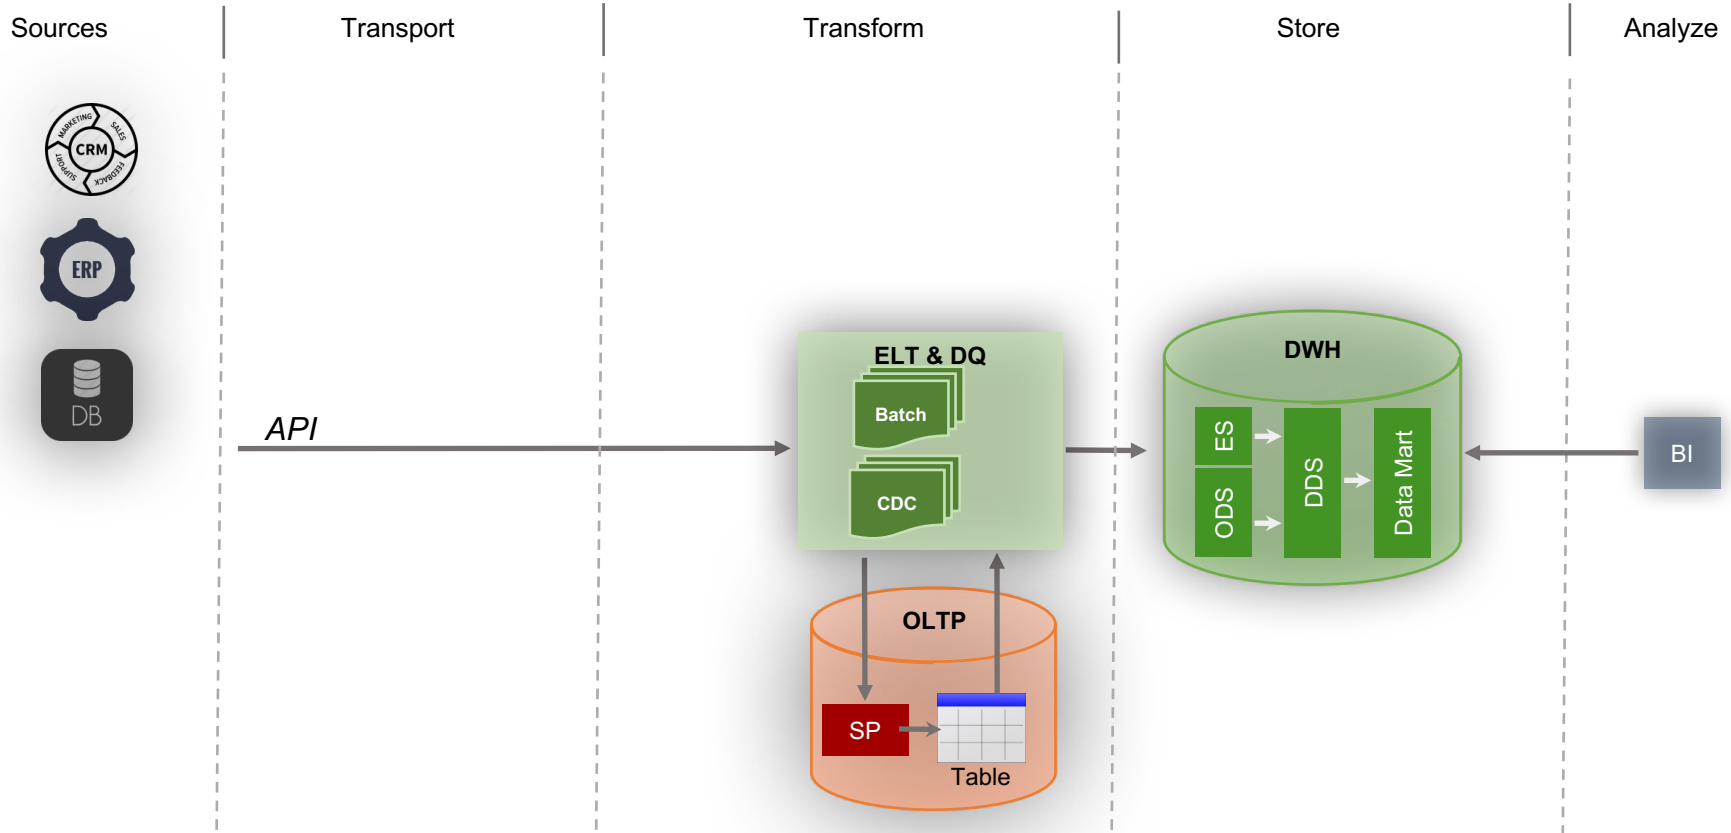 Sources
Transport
Transform
Store
Analyze
MARKETING
SALES
FEEDBACK
SUPPORT
CRM
ERP
DB
API
ELT & DQ
Batch
CDC
OLTP
SP
Table
DWH
ES
ODS
DDS
Data Mart
BI